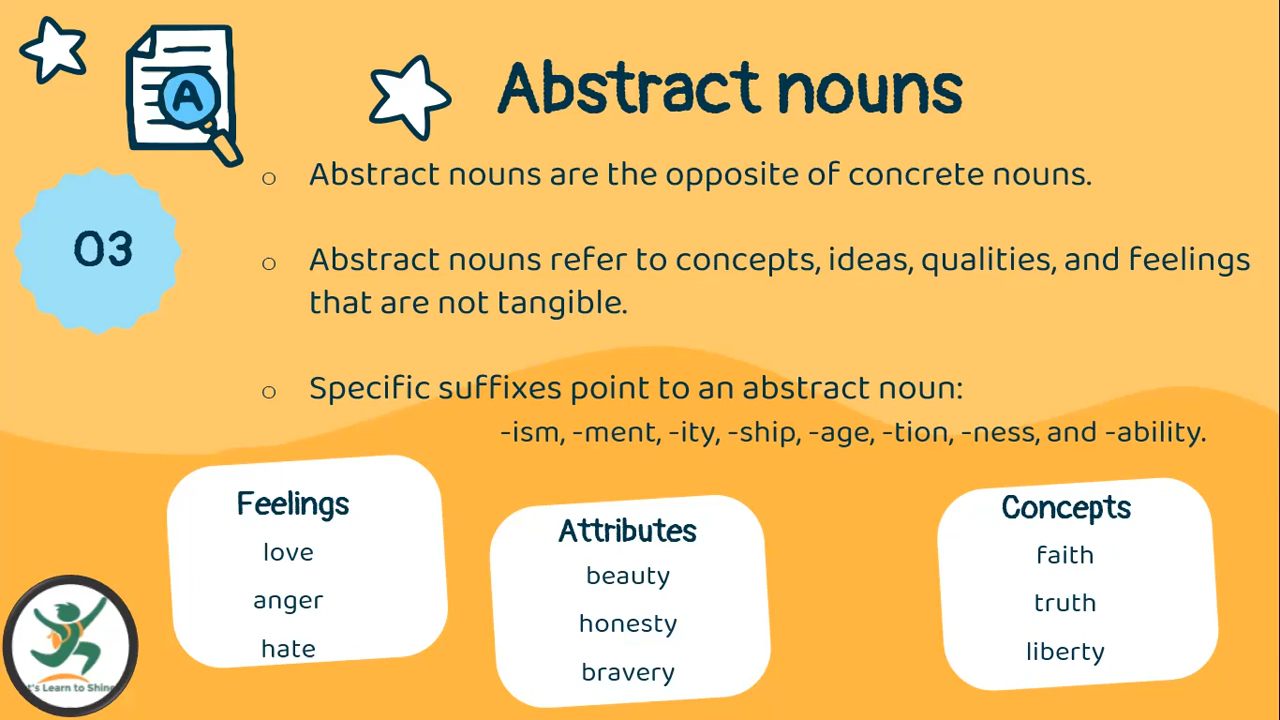 A
Abstract nouns
o Abstract nouns are the opposite of concrete nouns.
03
o Abstract nouns refer to concepts, ideas, qualities, and feelings
that are not tangible.
o Specific suffixes point to an abstract noun:
-ism, -ment, -ity, -ship, -age, -tion, -ness, and -ability.
Feelings
love
anger
hate
Attributes
beauty
honesty
bravery
Concepts
faith
truth
liberty
t's Learn to Shine